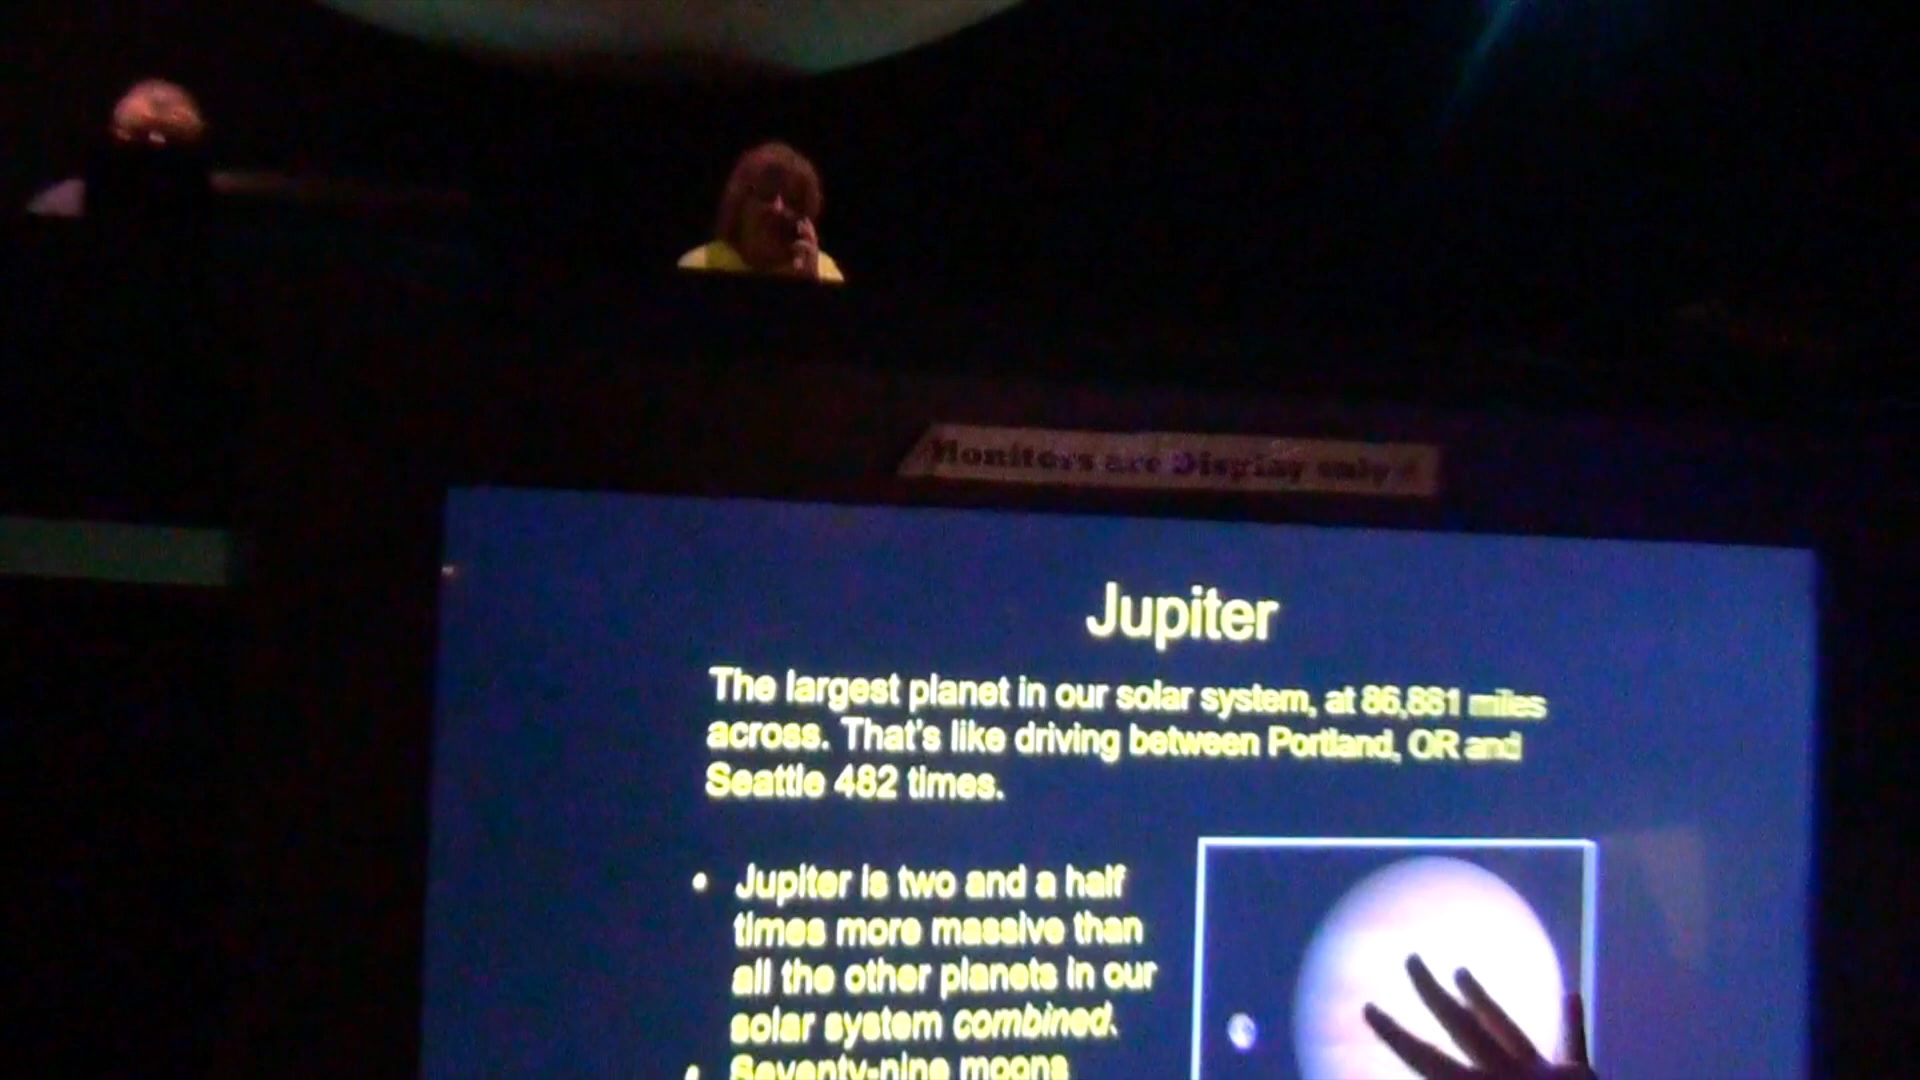 Monitors are Display only
Jupiter
The largest planet in our solar system, at 86,881 miles
across. That's like driving between Portland, OR and
Seattle 482 times.
• Jupiter is two and a half
times more massive than
all the other planets in our
solar system combined.
• Seventy-nine moons